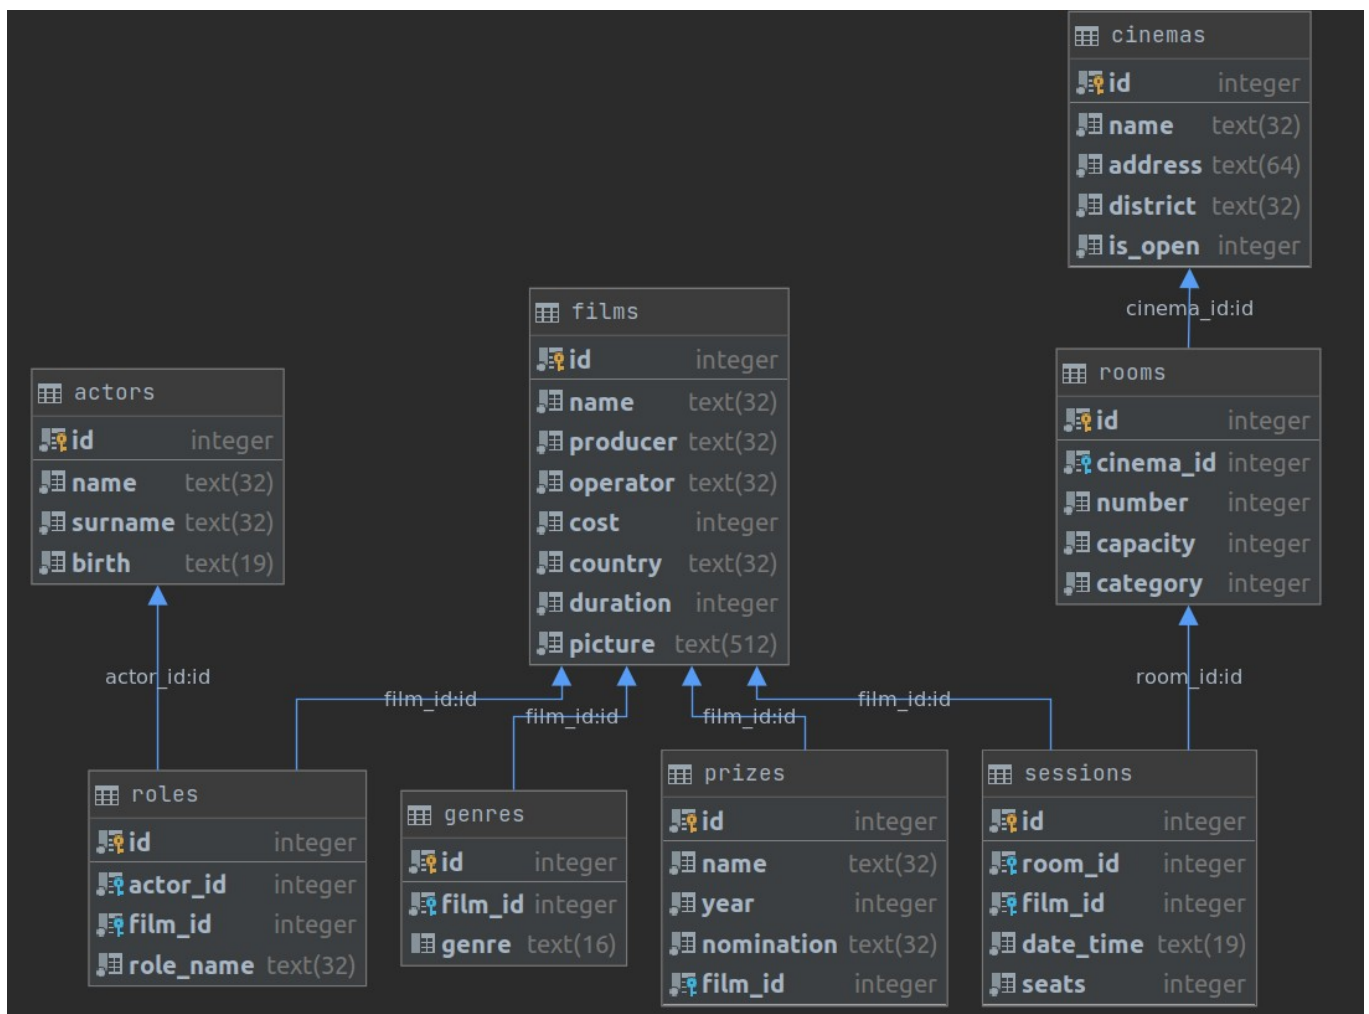 cinemas
id integer
name text(32)
address text(64)
district text(32)
is_open integer
cinema_id:id
films
id integer
name text(32)
producer text(32)
operator text(32)
cost integer
country text(32)
duration integer
picture text(512)
rooms
id integer
cinema_id integer
number integer
capacity integer
category integer
actors
id integer
name text(32)
surname text(32)
birth text(19)
actor_id:id
film_id:id
film_id:id
film_id:id
film_id:id
room_id:id
roles
id integer
actor_id integer
film_id integer
role_name text(32)
genres
id integer
film_id integer
genre text(16)
prizes
id integer
name text(32)
year integer
nomination text(32)
film_id integer
sessions
id integer
room_id integer
film_id integer
date_time text(19)
seats integer